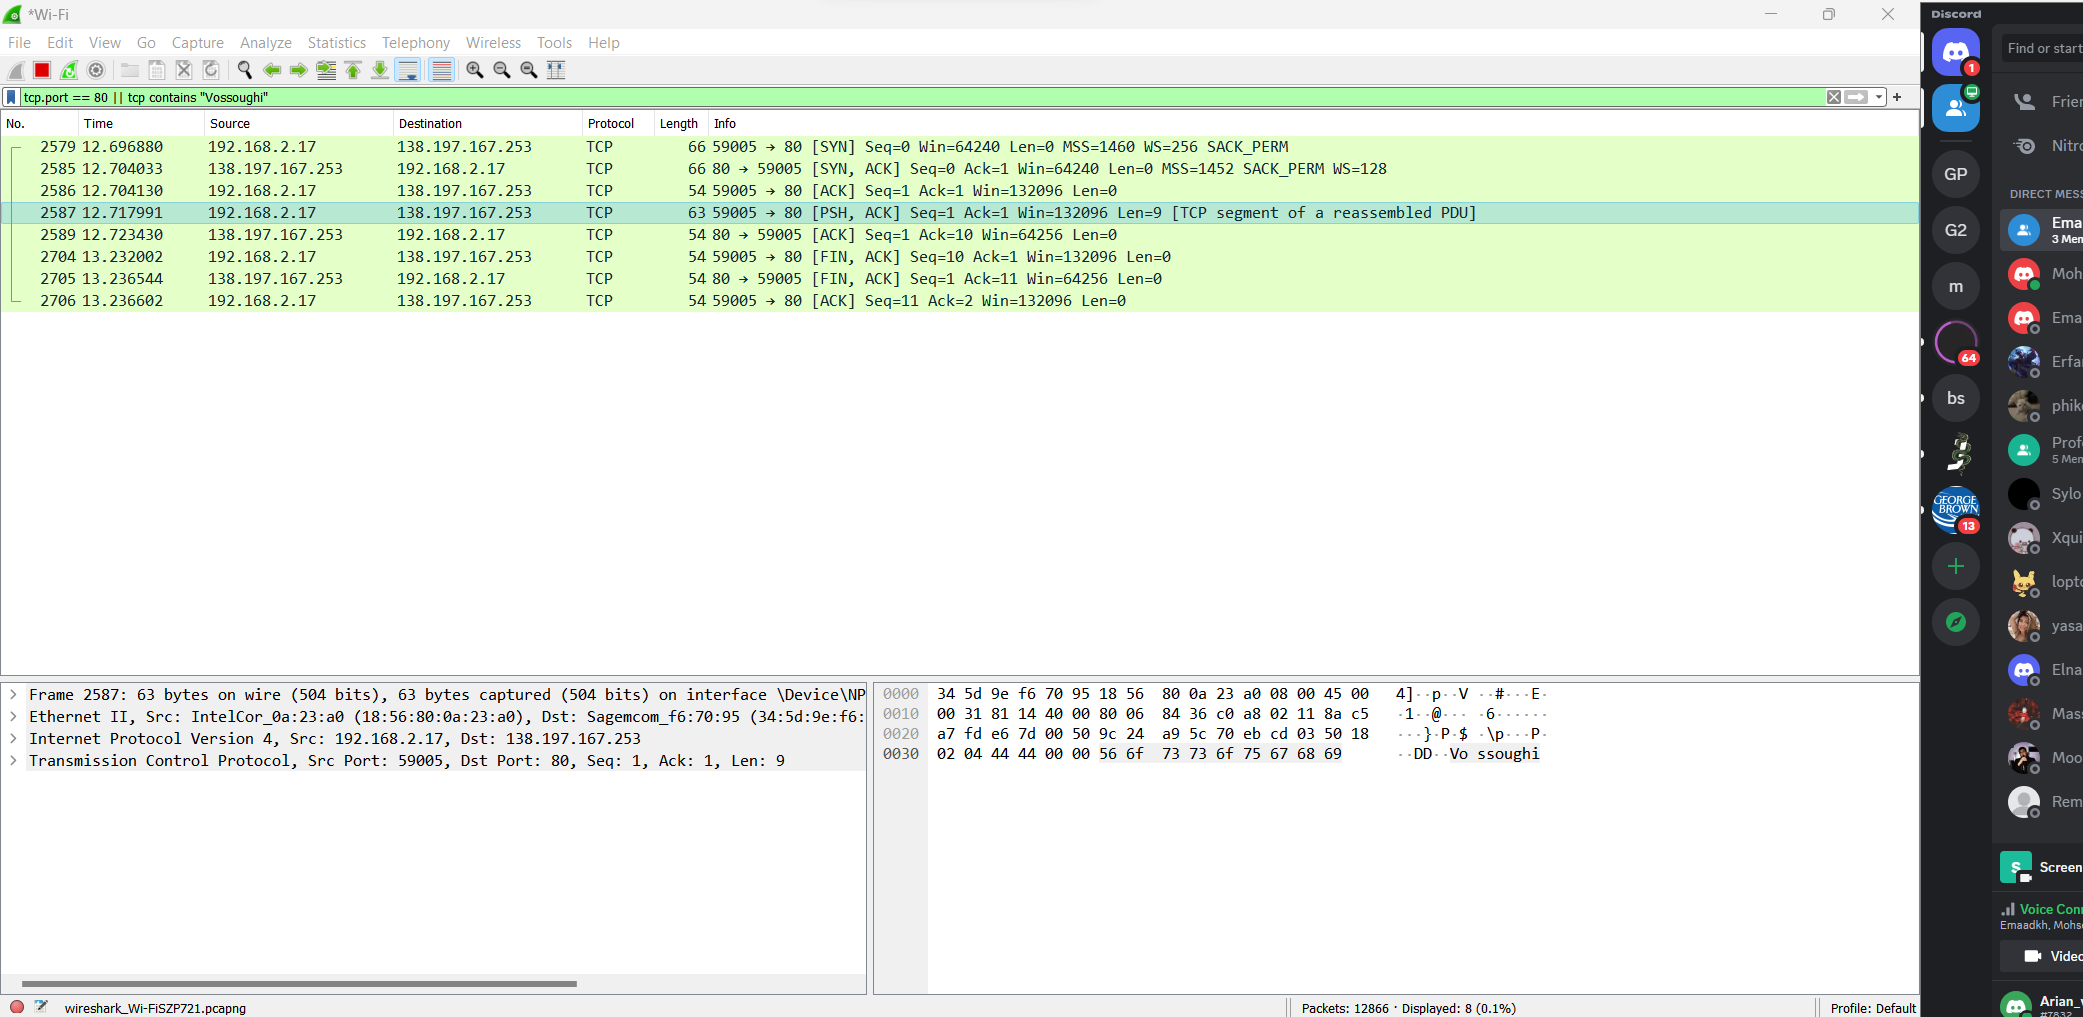 *Wi-Fi
File Edit View Go Capture Analyze Statistics Telephony Wireless Tools Help
tcp.port == 80 || tcp contains "Vossoughi"
No. Time Source Destination Protocol Length Info
2579 12.696880 192.168.2.17 138.197.167.253 TCP 66 59005 → 80 [SYN] Seq=0 Win=64240 Len=0 MSS=1460 WS=256 SACK_PERM
2585 12.704033 138.197.167.253 192.168.2.17 TCP 66 80 → 59005 [SYN, ACK] Seq=0 Ack=1 Win=64240 Len=0 MSS=1452 SACK_PERM WS=128
2586 12.704130 192.168.2.17 138.197.167.253 TCP 54 59005 → 80 [ACK] Seq=1 Ack=1 Win=132096 Len=0
2587 12.717991 192.168.2.17 138.197.167.253 TCP 63 59005 → 80 [PSH, ACK] Seq=1 Ack=1 Win=132096 Len=9 [TCP segment of a reassembled PDU]
2589 12.723430 138.197.167.253 192.168.2.17 TCP 54 80 → 59005 [ACK] Seq=1 Ack=10 Win=64256 Len=0
2704 13.232002 192.168.2.17 138.197.167.253 TCP 54 59005 → 80 [FIN, ACK] Seq=10 Ack=1 Win=132096 Len=0
2705 13.236544 138.197.167.253 192.168.2.17 TCP 54 80 → 59005 [FIN, ACK] Seq=1 Ack=11 Win=64256 Len=0
2706 13.236602 192.168.2.17 138.197.167.253 TCP 54 59005 → 80 [ACK] Seq=11 Ack=2 Win=132096 Len=0
Frame 2587: 63 bytes on wire (504 bits), 63 bytes captured (504 bits) on interface \Device\NP
Ethernet II, Src: IntelCor_0a:23:a0 (18:56:80:0a:23:a0), Dst: Sagemcom_f6:70:95 (34:5d:9e:f6:
Internet Protocol Version 4, Src: 192.168.2.17, Dst: 138.197.167.253
Transmission Control Protocol, Src Port: 59005, Dst Port: 80, Seq: 1, Ack: 1, Len: 9
0000 34 5d 9e f6 70 95 18 56 80 0a 23 a0 08 00 45 00 4]··p··V ··#···E·
0010 00 31 81 14 40 00 80 06 84 36 c0 a8 02 11 8a c5 ·1··@··· ·6······
0020 a7 fd e6 7d 00 50 9c 24 a9 5c 70 eb cd 03 50 18 ···}·P·$ ·\p···P·
0030 02 04 44 44 00 00 56 6f 73 73 6f 75 67 68 69 ··DD··Vo ssoughi
wireshark_Wi-FiSZP721.pcapng
Packets: 12866 · Displayed: 8 (0.1%)
Profile: Default
Discord
1
GP
G2
m
64
bs
GEORGE
BROWN
13
Find or start
Frien
Nitro
DIRECT MESS
Ema
3 Mem
Moh
Ema
Erfa
phik
Prof
5 Mem
Sylo
Xqui
lopto
yasa
Elna
Mass
Moo
Rem
S
Screen
Voice Conn
Emaadkh, Mohs
Video
Arian_
#7832